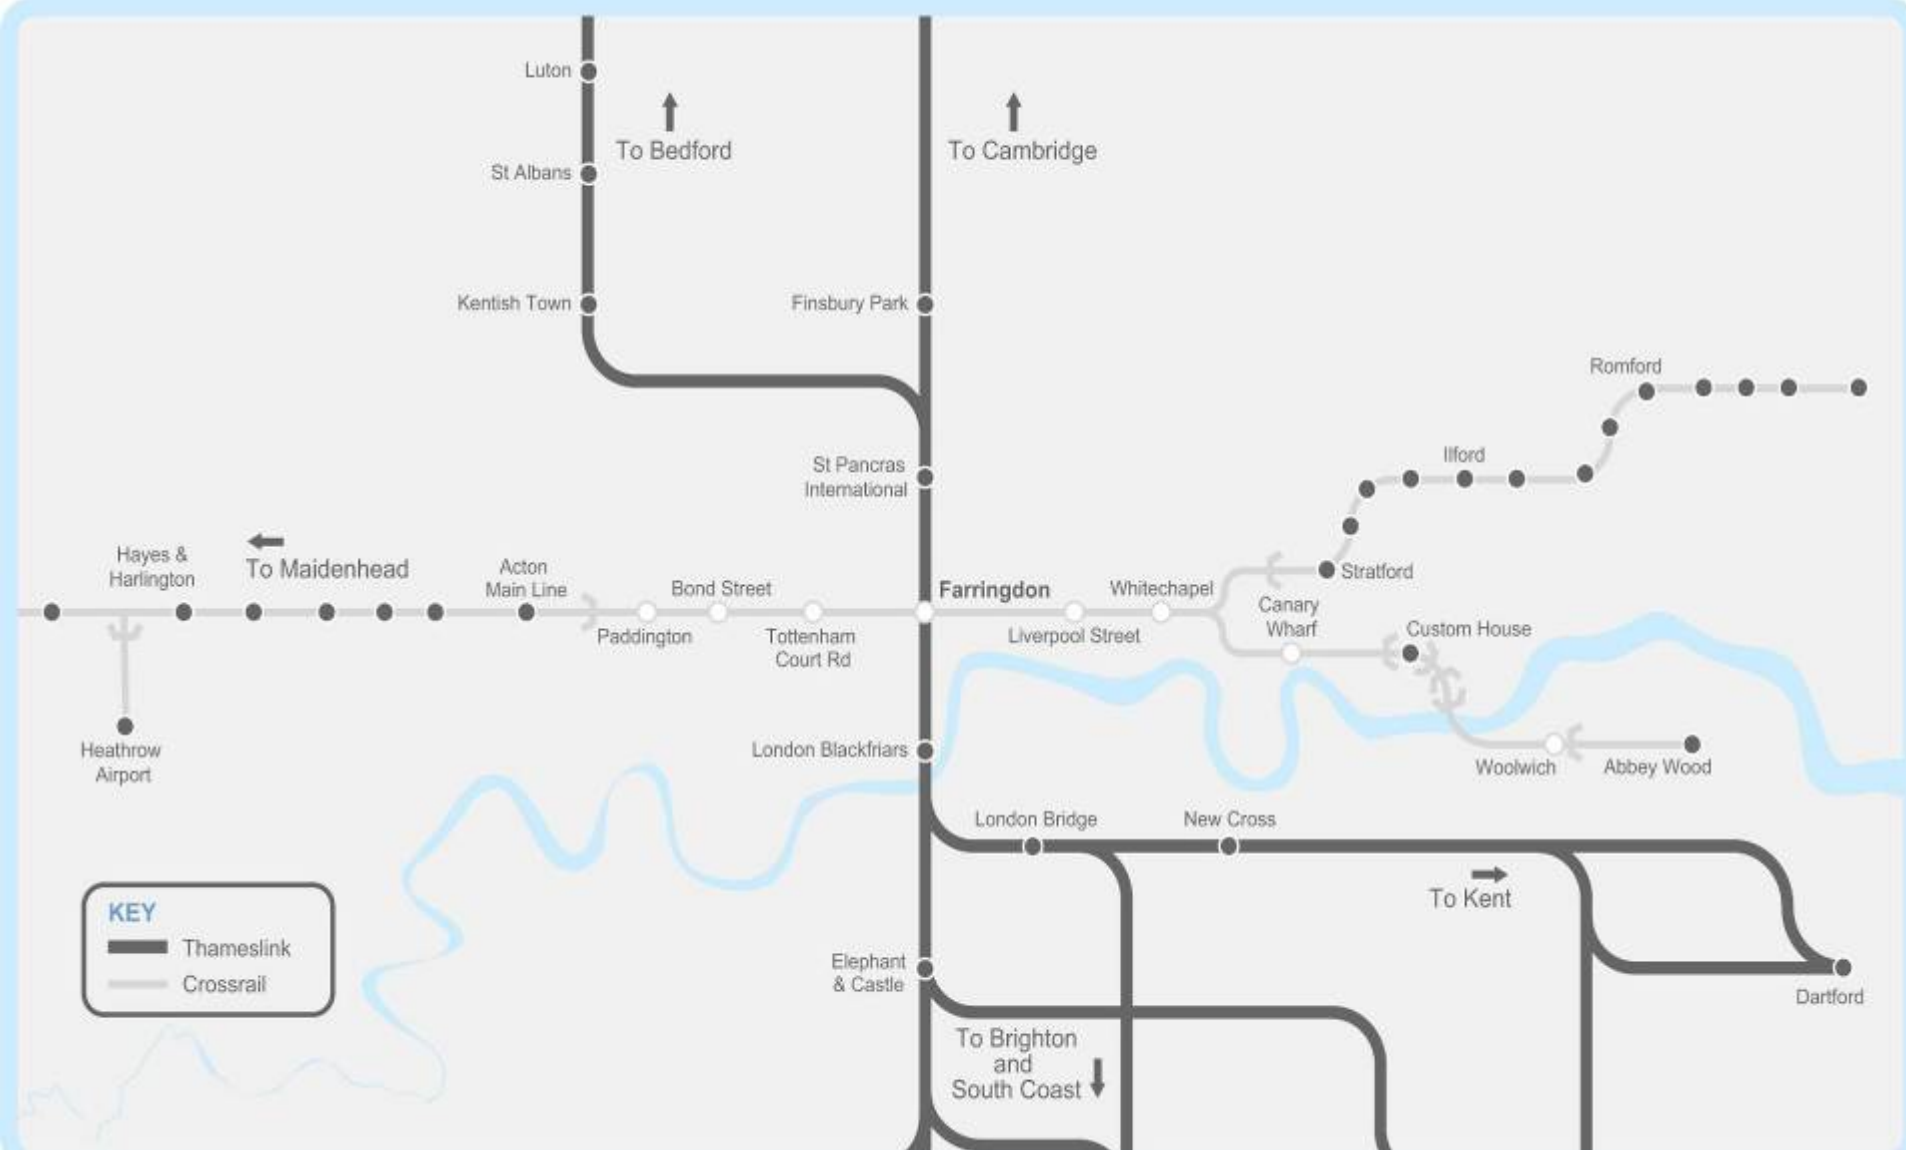 Luton
To Bedford
To Cambridge
St Albans
Kentish Town
Finsbury Park
Romford
Ilford
St Pancras
International
Hayes &
Harlington
To Maidenhead
Acton
Main Line
Bond Street
Farringdon
Whitechapel
Stratford
Canary
Wharf
Custom House
Paddington
Tottenham
Court Rd
Liverpool Street
Heathrow
Airport
London Blackfriars
Woolwich
Abbey Wood
London Bridge
New Cross
To Kent
KEY
Thameslink
Crossrail
Elephant
& Castle
Dartford
To Brighton
and
South Coast